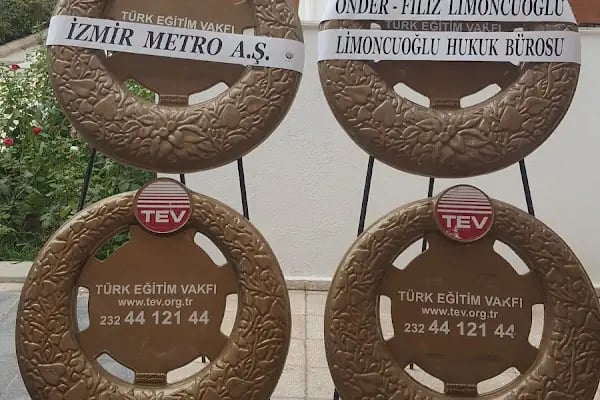 TÜRK EĞİTİM VAKFI
İZMİR METRO A.Ş.
ÖNDER - FİLİZ LİMONCUOĞLU
TÜRK EĞİTİM VAKFI
LİMONCUOĞLU HUKUK BÜROSU
TEV
TÜRK EĞİTİM VAKFI
www.tev.org.tr
232 44 121 44
TEV
TÜRK EĞİTİM VAKFI
www.tev.org.tr
232 44 121 44